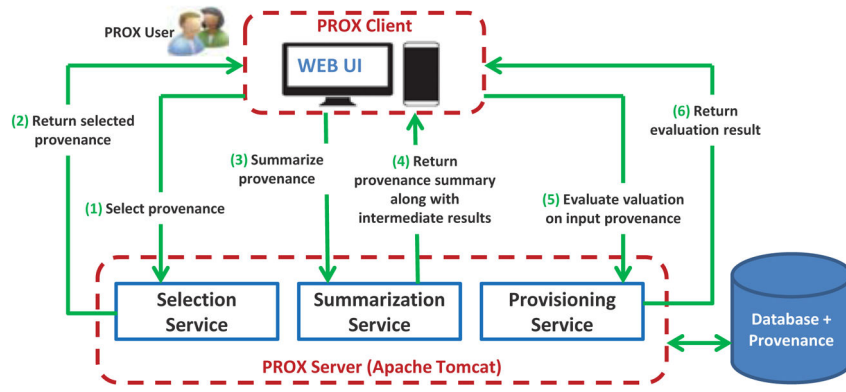 PROX User
PROX Client
WEB UI
(2) Return selected
provenance
(1) Select provenance
(3) Summarize
provenance
(4) Return
provenance summary
along with
intermediate results
(5) Evaluate valuation
on input provenance
(6) Return
evaluation result
Selection
Service
Summarization
Service
Provisioning
Service
PROX Server (Apache Tomcat)
Database +
Provenance